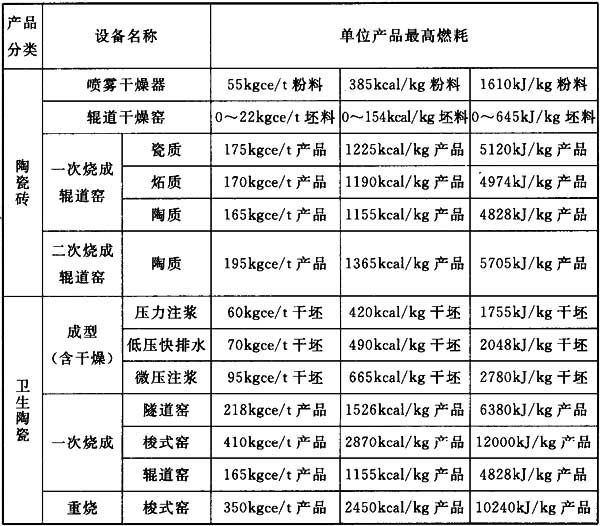 产品分类 设备名称 单位产品最高燃耗
陶瓷砖 喷雾干燥器 55kgce/t 粉料 385kcal/kg 粉料 1610kJ/kg 粉料
辊道干燥窑 0～22kgce/t 坯料 0～154kcal/kg 坯料 0～645kJ/kg 坯料
一次烧成辊道窑 瓷质 175kgce/t 产品 1225kcal/kg 产品 5120kJ/kg 产品
炻质 170kgce/t 产品 1190kcal/kg 产品 4974kJ/kg 产品
陶质 165kgce/t 产品 1155kcal/kg 产品 4828kJ/kg 产品
二次烧成辊道窑 陶质 195kgce/t 产品 1365kcal/kg 产品 5705kJ/kg 产品
卫生陶瓷 成型（含干燥） 压力注浆 60kgce/t 干坯 420kcal/kg 干坯 1755kJ/kg 干坯
低压快排水 70kgce/t 干坯 490kcal/kg 干坯 2048kJ/kg 干坯
微压注浆 95kgce/t 干坯 665kcal/kg 干坯 2780kJ/kg 干坯
一次烧成 隧道窑 218kgce/t 产品 1526kcal/kg 产品 6380kJ/kg 产品
梭式窑 410kgce/t 产品 2870kcal/kg 产品 12000kJ/kg 产品
辊道窑 165kgce/t 产品 1155kcal/kg 产品 4828kJ/kg 产品
重烧 梭式窑 350kgce/t 产品 2450kcal/kg 产品 10240kJ/kg 产品